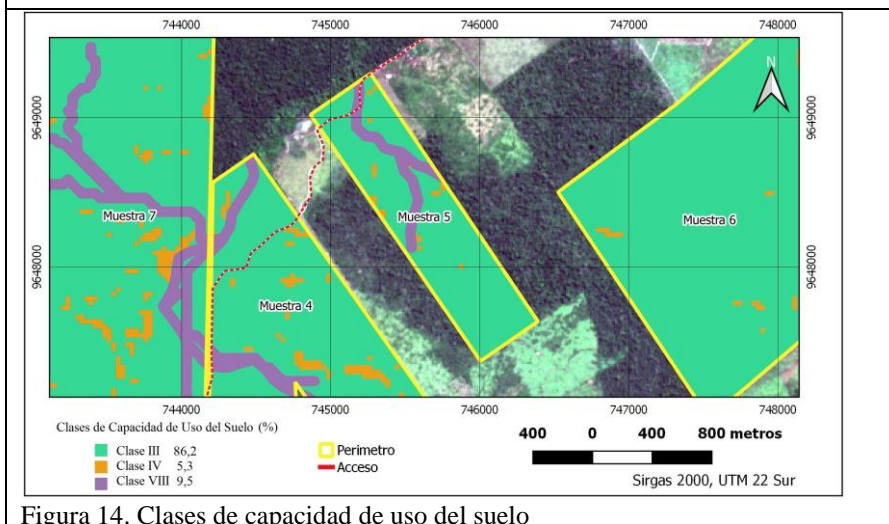 744000 745000 746000 747000 748000
N
9649000 9649000
Muestra 7 Muestra 5 Muestra 6
9648000 9648000
Muestra 4
744000 745000 746000 747000 748000
Clases de Capacidad de Uso del Suelo (%)
Clase III 86,2
Clase IV 5,3
Clase VIII 9,5
Perimetro
Acceso
400 0 400 800 metros
Sirgas 2000, UTM 22 Sur
Figura 14. Clases de capacidad de uso del suelo